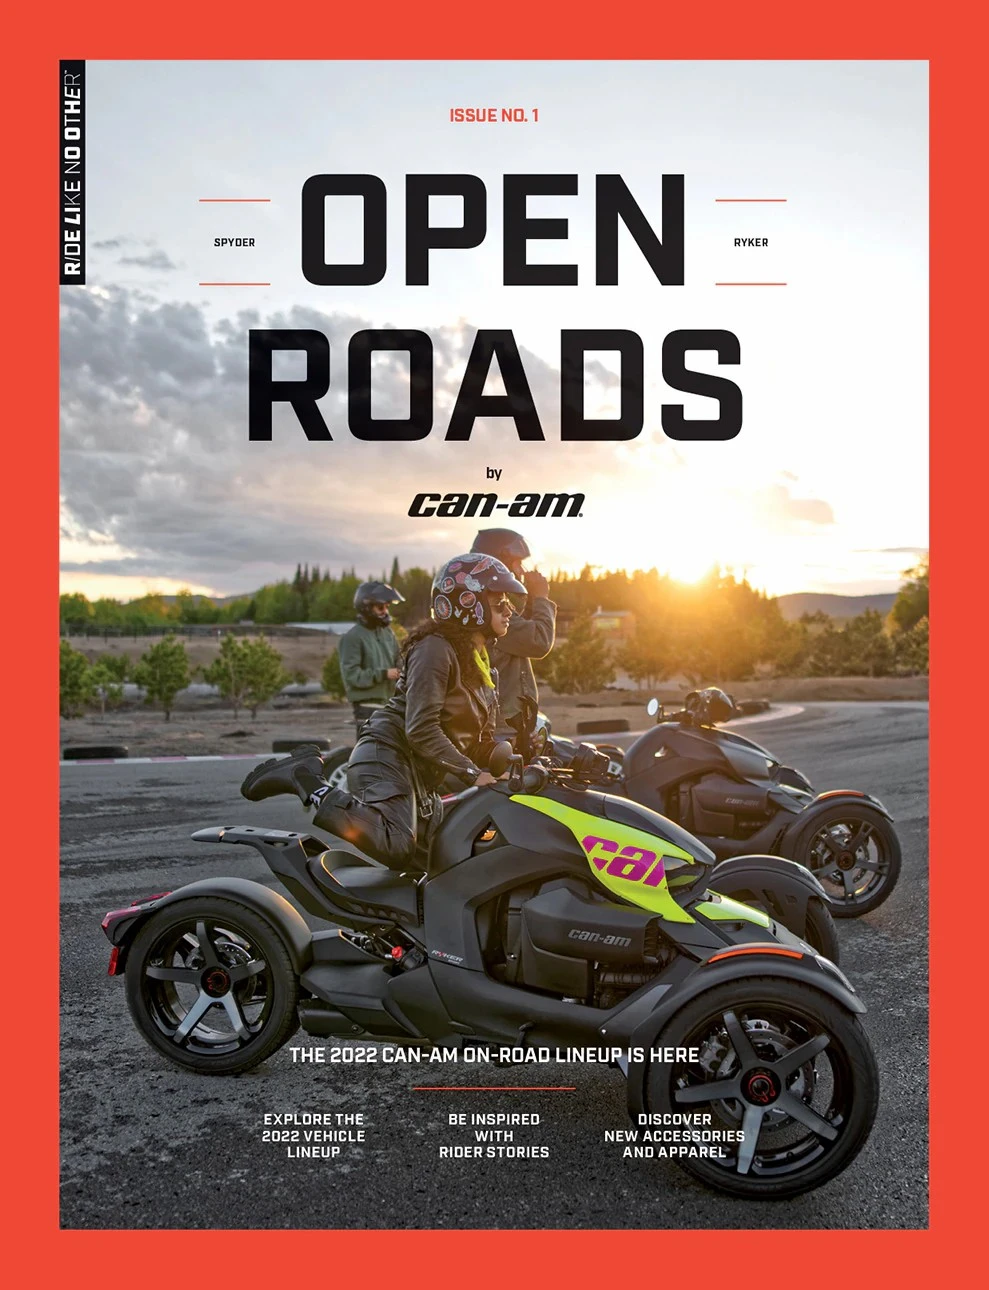 RIDE LIKE NO OTHER™
ISSUE NO. 1
OPEN
SPYDER
RYKER
ROADS
by
can-am®
can
can-am
RYKER
THE 2022 CAN-AM ON-ROAD LINEUP IS HERE
EXPLORE THE
2022 VEHICLE
LINEUP
BE INSPIRED
WITH
RIDER STORIES
DISCOVER
NEW ACCESSORIES
AND APPAREL